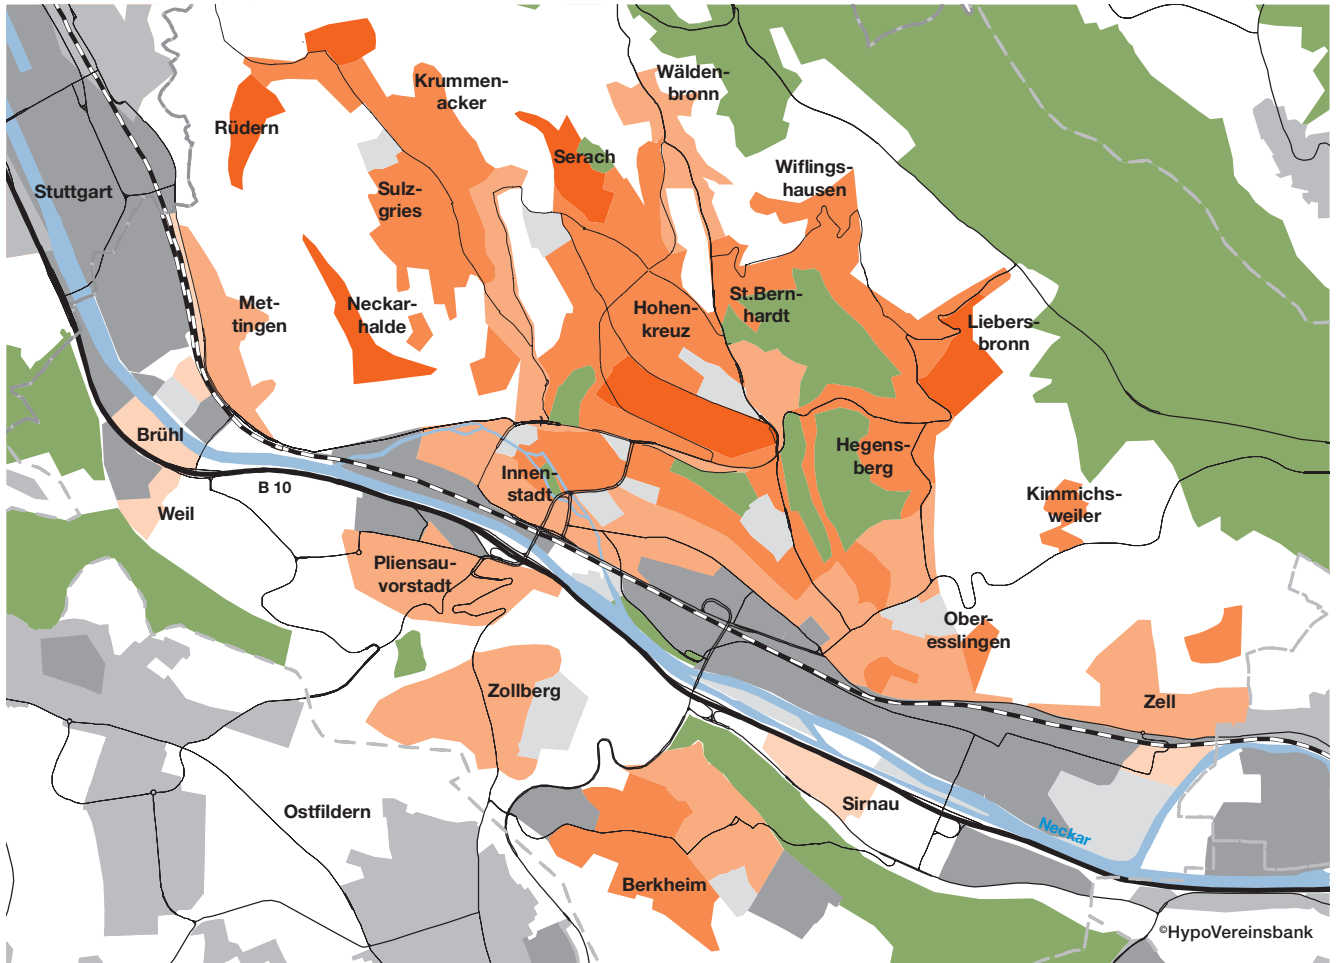 Wälden-
bronn
Krummen-
acker
Rüdern
Serach
Wiflings-
hausen
Stuttgart
Sulz-
gries
Met-
tingen
Neckar-
halde
Hohen-
kreuz
St.Bern-
hardt
Liebers-
bronn
Brühl
Hegens-
berg
Innen-
stadt
B 10
Kimmichs-
weiler
Weil
Pliensau-
vorstadt
Ober-
esslingen
Zollberg
Zell
Ostfildern
Sirnau
Neckar
Berkheim
©HypoVereinsbank